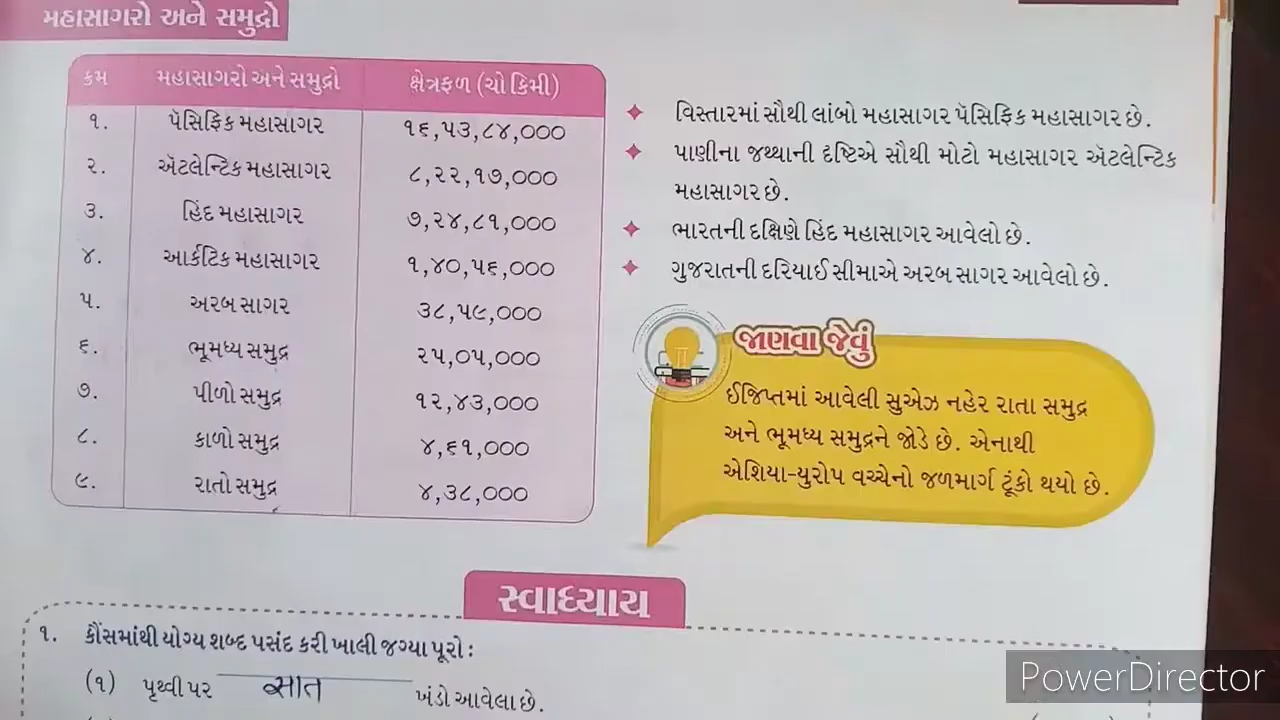 મહાસાગરો અને સમુદ્રો
ક્રમ મહાસાગરો અને સમુદ્રો ક્ષેત્રફળ (ચો કિમી)
૧. પૅસિફિક મહાસાગર ૧૬,૫૩,૮૪,૦૦૦
૨. ઍટલેન્ટિક મહાસાગર ૮,૨૨,૧૭,૦૦૦
૩. હિંદ મહાસાગર ૭,૨૪,૮૧,૦૦૦
૪. આર્કટિક મહાસાગર ૧,૪૦,૫૬,૦૦૦
૫. અરબ સાગર ૩૮,૫૯,૦૦૦
૬. ભૂમધ્ય સમુદ્ર ૨૫,૦૫,૦૦૦
૭. પીળો સમુદ્ર ૧૨,૪૩,૦૦૦
૮. કાળો સમુદ્ર ૪,૬૧,૦૦૦
૯. રાતો સમુદ્ર ૪,૩૮,૦૦૦
વિસ્તારમાં સૌથી લાંબો મહાસાગર પૅસિફિક મહાસાગર છે.
પાણીના જથ્થાની દૃષ્ટિએ સૌથી મોટો મહાસાગર ઍટલેન્ટિક
મહાસાગર છે.
ભારતની દક્ષિણે હિંદ મહાસાગર આવેલો છે.
ગુજરાતની દરિયાઈ સીમાએ અરબ સાગર આવેલો છે.
જાણવા જેવું
ઈજિપ્તમાં આવેલી સુએઝ નહેર રાતા સમુદ્ર
અને ભૂમધ્ય સમુદ્રને જોડે છે. એનાથી
એશિયા-યુરોપ વચ્ચેનો જળમાર્ગ ટૂંકો થયો છે.
સ્વાધ્યાય
૧. કૌંસમાંથી યોગ્ય શબ્દ પસંદ કરી ખાલી જગ્યા પૂરો :
(૧) પૃથ્વી પર સાત ખંડો આવેલા છે.
PowerDirector